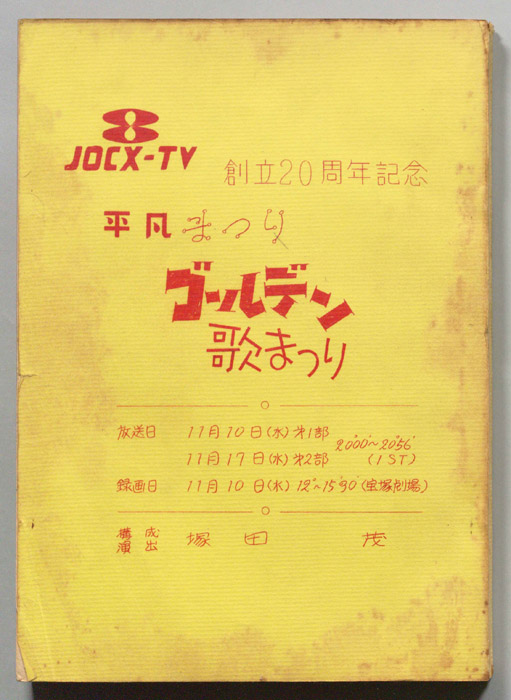 JOCX-TV
創立20周年記念
平凡まつり
ゴールデン
歌まつり
放送日 11月10日(水)第1部
20°00'~20°56'
11月17日(水)第2部 (1ST)
録画日 11月10日(水) 12°~15°30'(宝塚劇場)
構成
演出 塚田 茂